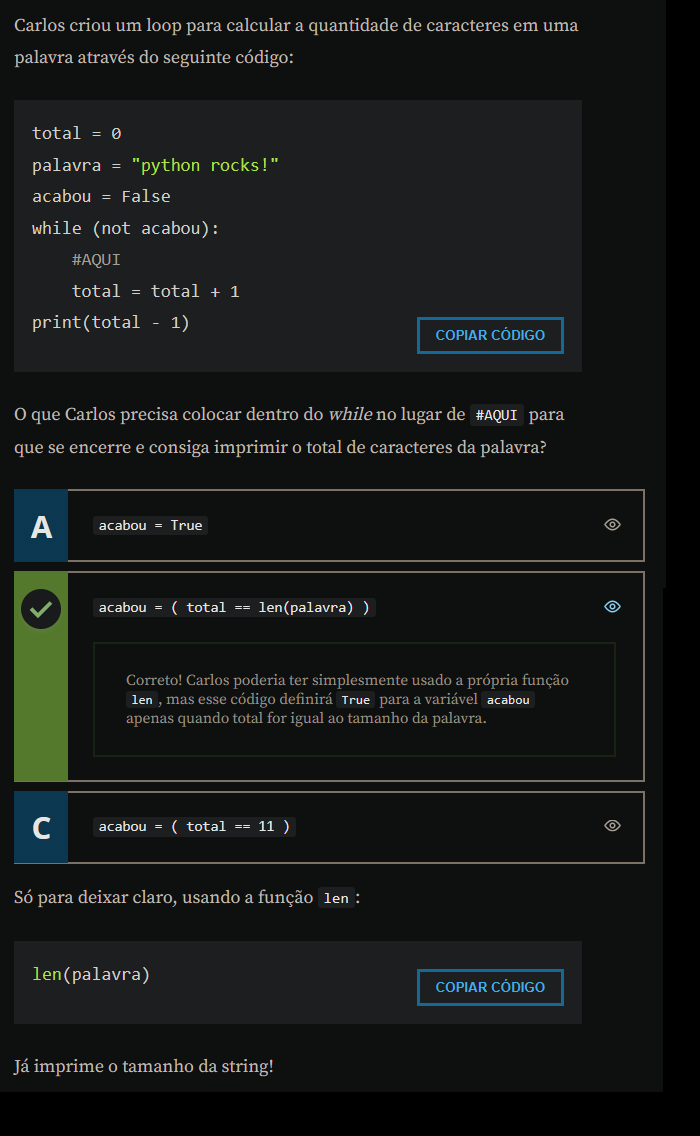 Carlos criou um loop para calcular a quantidade de caracteres em uma
palavra através do seguinte código:
total = 0
palavra = "python rocks!"
acabou = False
while (not acabou):
    #AQUI
    total = total + 1
print(total - 1)
COPIAR CÓDIGO
O que Carlos precisa colocar dentro do while no lugar de #AQUI para
que se encerre e consiga imprimir o total de caracteres da palavra?
A
acabou = True
acabou = ( total == len(palavra) )
Correto! Carlos poderia ter simplesmente usado a própria função
len , mas esse código definirá True para a variável acabou
apenas quando total for igual ao tamanho da palavra.
C
acabou = ( total == 11 )
Só para deixar claro, usando a função len :
len(palavra)
COPIAR CÓDIGO
Já imprime o tamanho da string!